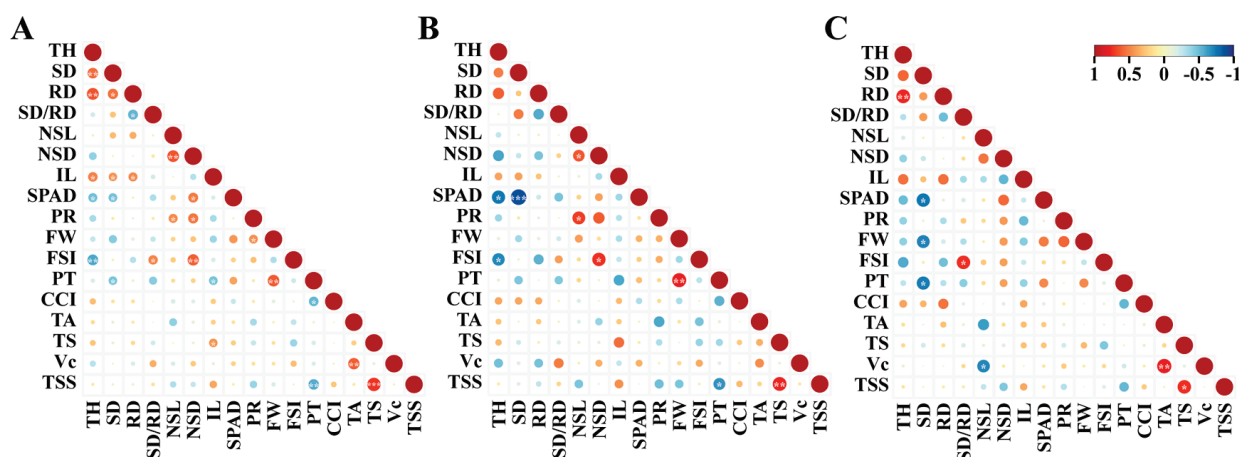 A
TH
SD
RD
SD/RD
NSL
NSD
IL
SPAD
PR
FW
FSI
PT
CCI
TA
TS
Vc
TSS
TH
SD
RD
SD/RD
NSL
NSD
IL
SPAD
PR
FW
FSI
PT
CCI
TA
TS
Vc
TSS
B
TH
SD
RD
SD/RD
NSL
NSD
IL
SPAD
PR
FW
FSI
PT
CCI
TA
TS
Vc
TSS
TH
SD
RD
SD/RD
NSL
NSD
IL
SPAD
PR
FW
FSI
PT
CCI
TA
TS
Vc
TSS
C
TH
SD
RD
SD/RD
NSL
NSD
IL
SPAD
PR
FW
FSI
PT
CCI
TA
TS
Vc
TSS
TH
SD
RD
SD/RD
NSL
NSD
IL
SPAD
PR
FW
FSI
PT
CCI
TA
TS
Vc
TSS
1 0.5 0 -0.5 -1